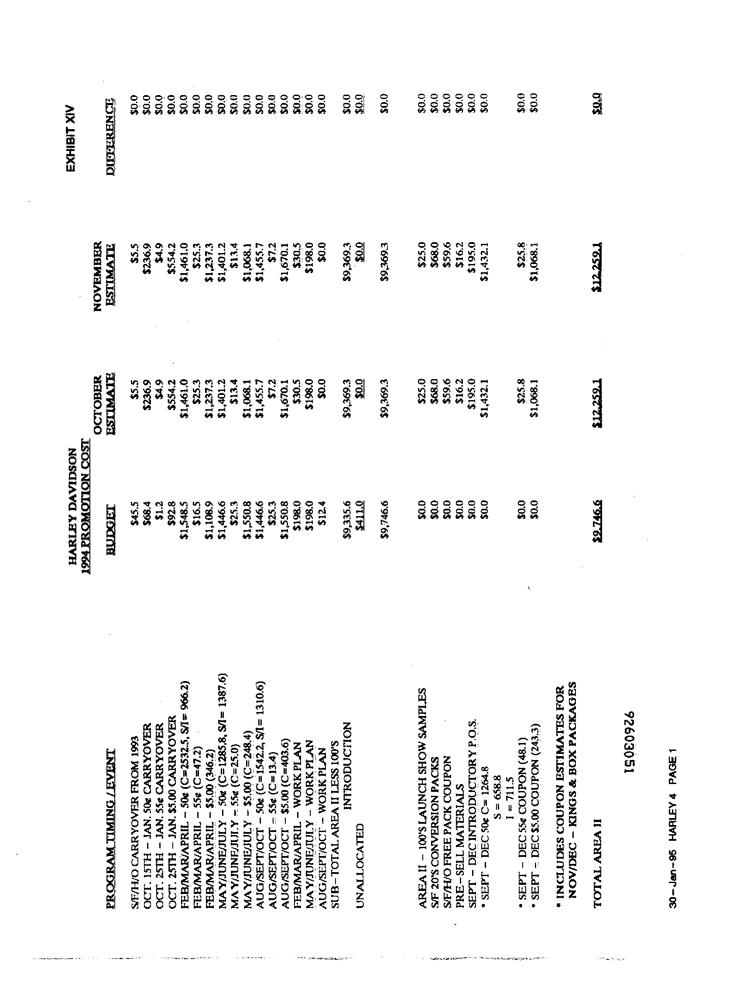 EXHIBIT XIV
HARLEY DAVIDSON
1994 PROMOTION COST
OCTOBER NOVEMBER
PROGRAM TIMING / EVENT BUDGET ESTIMATE ESTIMATE DIFFERENCE
S/F/H/O CARRYOVER FROM 1993 $45.5 $5.5 $5.5 $0.0
OCT. 15TH – JAN. 50¢ CARRYOVER $68.4 $236.9 $236.9 $0.0
OCT. 25TH – JAN. 55¢ CARRYOVER $1.2 $4.9 $4.9 $0.0
OCT. 25TH – JAN. $5.00 CARRYOVER $92.8 $554.2 $554.2 $0.0
FEB/MAR/APRIL – 50¢ (C=2532.5, S/I= 966.2) $1,548.5 $1,461.0 $1,461.0 $0.0
FEB/MAR/APRIL – 55¢ (C=47.2) $16.5 $25.3 $25.3 $0.0
FEB/MAR/APRIL – $5.00 (346.2) $1,108.9 $1,237.3 $1,237.3 $0.0
MAY/JUNE/JULY – 50¢ (C=1285.8, S/I= 1387.6) $1,446.6 $1,401.2 $1,401.2 $0.0
MAY/JUNE/JULY – 55¢ (C=25.0) $25.3 $13.4 $13.4 $0.0
MAY/JUNE/JULY – $5.00 (C=248.4) $1,550.8 $1,068.1 $1,068.1 $0.0
AUG/SEPT/OCT – 50¢ (C=1542.2, S/I= 1310.6) $1,446.6 $1,455.7 $1,455.7 $0.0
AUG/SEPT/OCT – 55¢ (C=13.4) $25.3 $7.2 $7.2 $0.0
AUG/SEPT/OCT – $5.00 (C=403.6) $1,550.8 $1,670.1 $1,670.1 $0.0
FEB/MAR/APRIL – WORK PLAN $198.0 $30.5 $30.5 $0.0
MAY/JUNE/JULY – WORK PLAN $198.0 $198.0 $198.0 $0.0
AUG/SEPT/OCT – WORK PLAN $12.4 $0.0 $0.0 $0.0
SUB–TOTAL AREA II LESS 100'S
INTRODUCTION $9,335.6 $9,369.3 $9,369.3 $0.0
UNALLOCATED $411.0 $0.0 $0.0 $0.0
$9,746.6 $9,369.3 $9,369.3 $0.0
AREA II – 100'S LAUNCH SHOW SAMPLES $0.0 $25.0 $25.0 $0.0
S/F 20'S CONVERSION PACKS $0.0 $68.0 $68.0 $0.0
S/F/H/O FREE PACK COUPON $0.0 $59.6 $59.6 $0.0
PRE–SELL MATERIALS $0.0 $16.2 $16.2 $0.0
SEPT – DEC INTRODUCTORY P.O.S. $0.0 $195.0 $195.0 $0.0
* SEPT – DEC 50¢ C= 1264.8 $0.0 $1,432.1 $1,432.1 $0.0
S = 658.8
I = 711.5
* SEPT – DEC 55¢ COUPON (48.1) $0.0 $25.8 $25.8 $0.0
* SEPT – DEC $5.00 COUPON (243.3) $0.0 $1,068.1 $1,068.1 $0.0
* INCLUDES COUPON ESTIMATES FOR
NOV/DEC – KINGS & BOX PACKAGES
TOTAL AREA II $9,746.6 $12,259.1 $12,259.1 $0.0
92603051
30–Jan–95 HARLEY4 PAGE 1